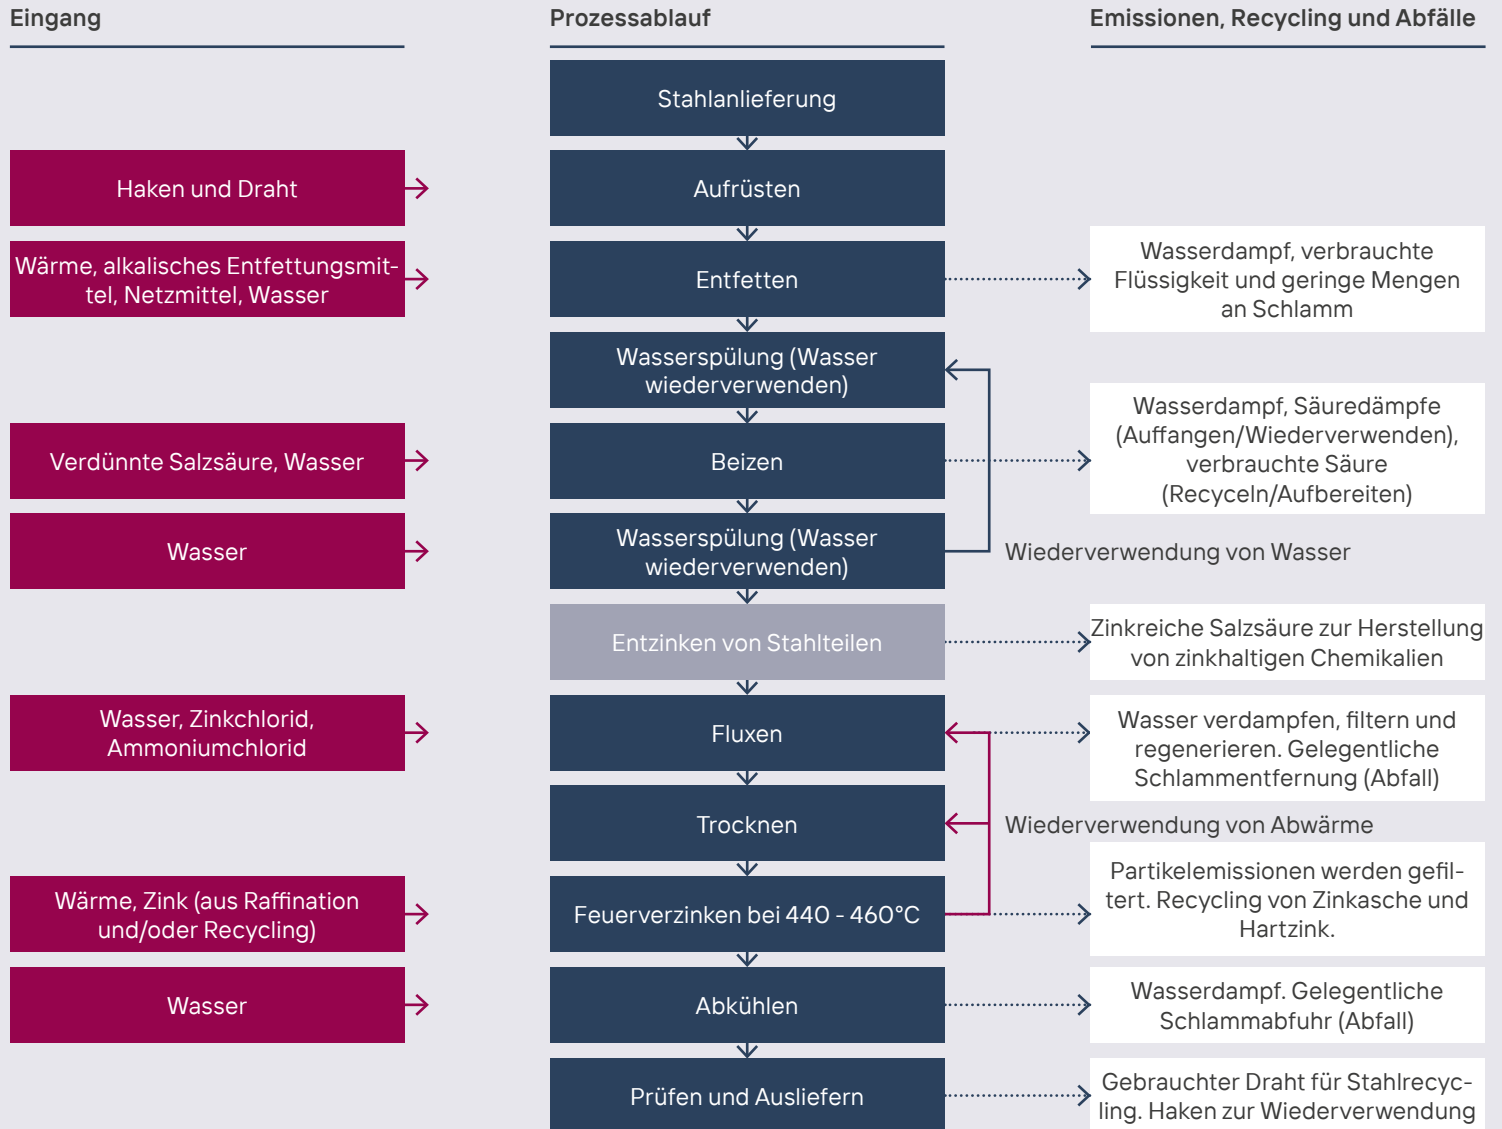 Eingang
Prozessablauf
Emissionen, Recycling und Abfälle
Stahlanlieferung
Haken und Draht
Aufrüsten
Wärme, alkalisches Entfettungsmit-
tel, Netzmittel, Wasser
Entfetten
Wasserdampf, verbrauchte
Flüssigkeit und geringe Mengen
an Schlamm
Wasserspülung (Wasser
wiederverwenden)
Verdünnte Salzsäure, Wasser
Beizen
Wasserdampf, Säuredämpfe
(Auffangen/Wiederverwenden),
verbrauchte Säure
(Recyceln/Aufbereiten)
Wasser
Wasserspülung (Wasser
wiederverwenden)
Wiederverwendung von Wasser
Entzinken von Stahlteilen
Zinkreiche Salzsäure zur Herstellung
von zinkhaltigen Chemikalien
Wasser, Zinkchlorid,
Ammoniumchlorid
Fluxen
Wasser verdampfen, filtern und
regenerieren. Gelegentliche
Schlammentfernung (Abfall)
Trocknen
Wiederverwendung von Abwärme
Wärme, Zink (aus Raffination
und/oder Recycling)
Feuerverzinken bei 440 - 460°C
Partikelemissionen werden gefil-
tert. Recycling von Zinkasche und
Hartzink.
Wasser
Abkühlen
Wasserdampf. Gelegentliche
Schlammabfuhr (Abfall)
Prüfen und Ausliefern
Gebrauchter Draht für Stahlrecyc-
ling. Haken zur Wiederverwendung